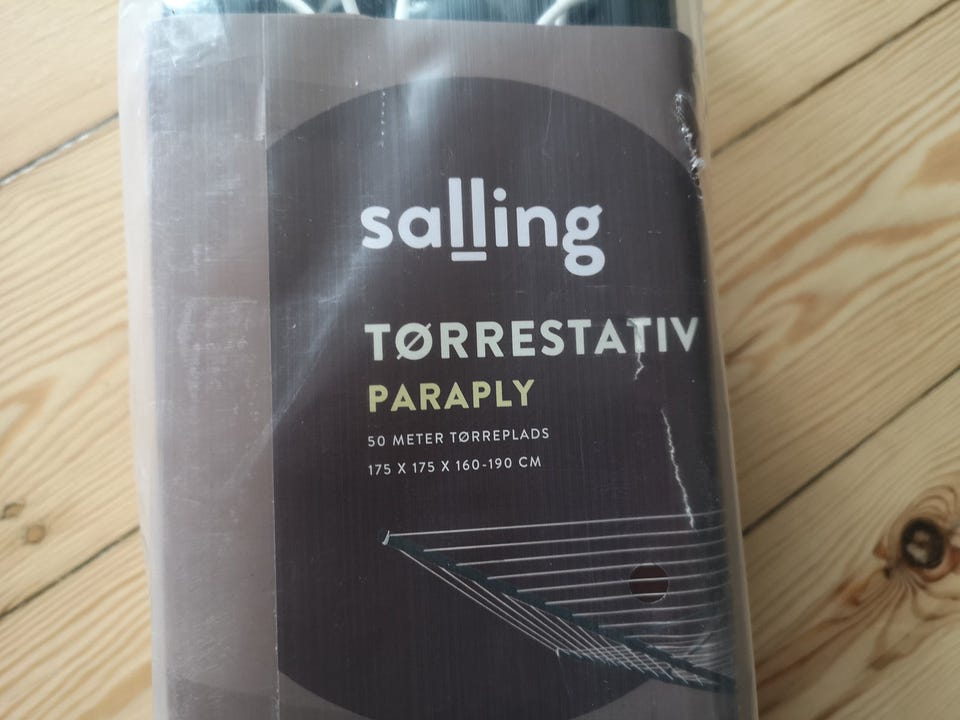 salling
TØRRESTATIV
PARAPLY
50 METER TØRREPLADS
175 X 175 X 160-190 CM